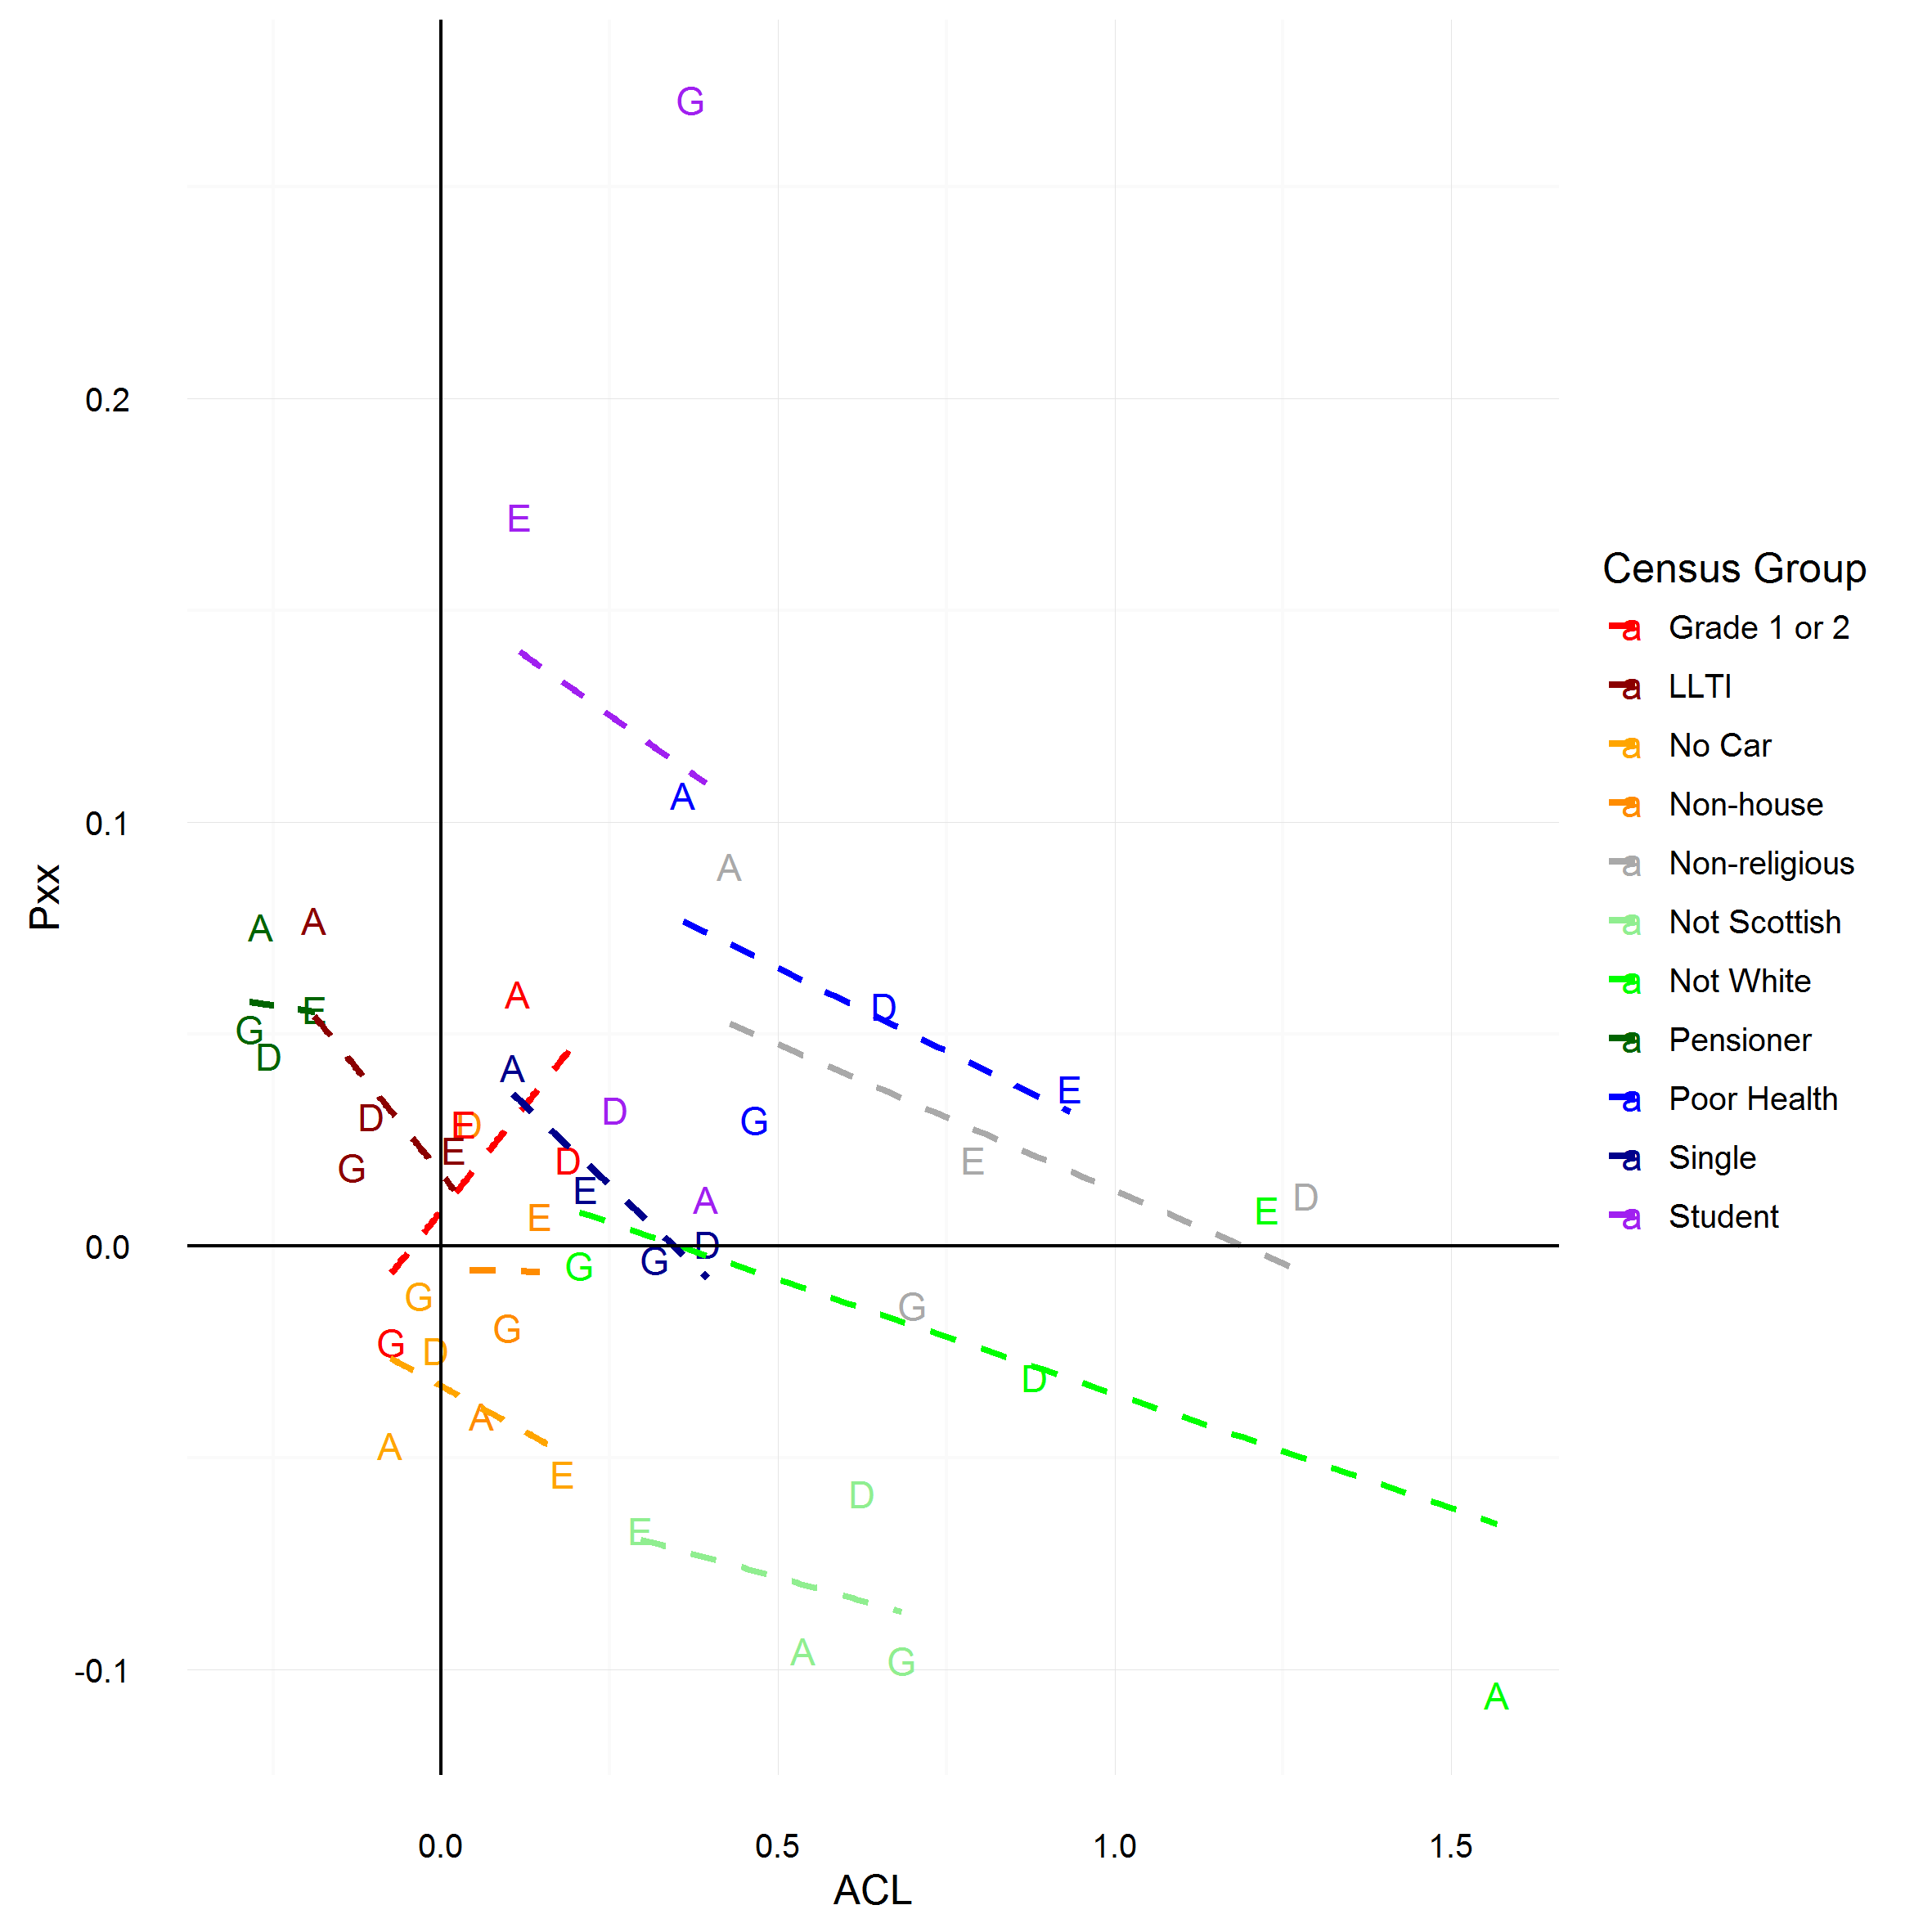 G
0.2
E
A
0.1
A
A
A
E
D
A
G
D
A
E
D
G
D
E
D
E
G
D
E
G
E
E
D
A
E
D
0.0
D
G
G
G
G
G
G
D
D
A
A
E
D
E
A
G
-0.1
A
Pxx
0.0
0.5
1.0
1.5
ACL
Census Group
a Grade 1 or 2
a LLTI
a No Car
a Non-house
a Non-religious
a Not Scottish
a Not White
a Pensioner
a Poor Health
a Single
a Student